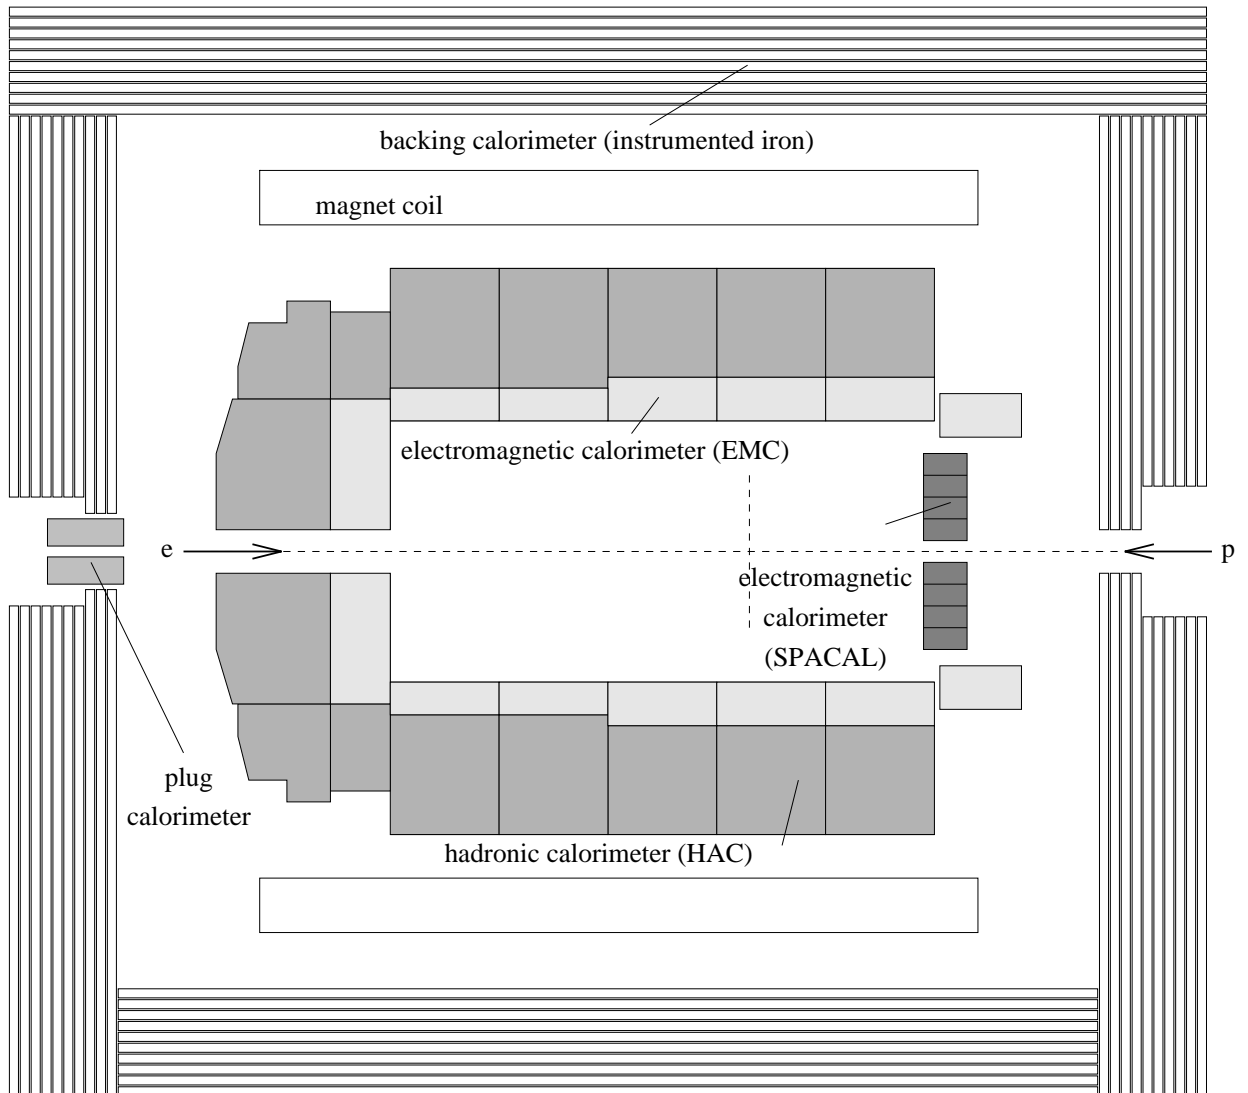 backing calorimeter (instrumented iron)
magnet coil
electromagnetic calorimeter (EMC)
e
p
electromagnetic
calorimeter
(SPACAL)
plug
calorimeter
hadronic calorimeter (HAC)